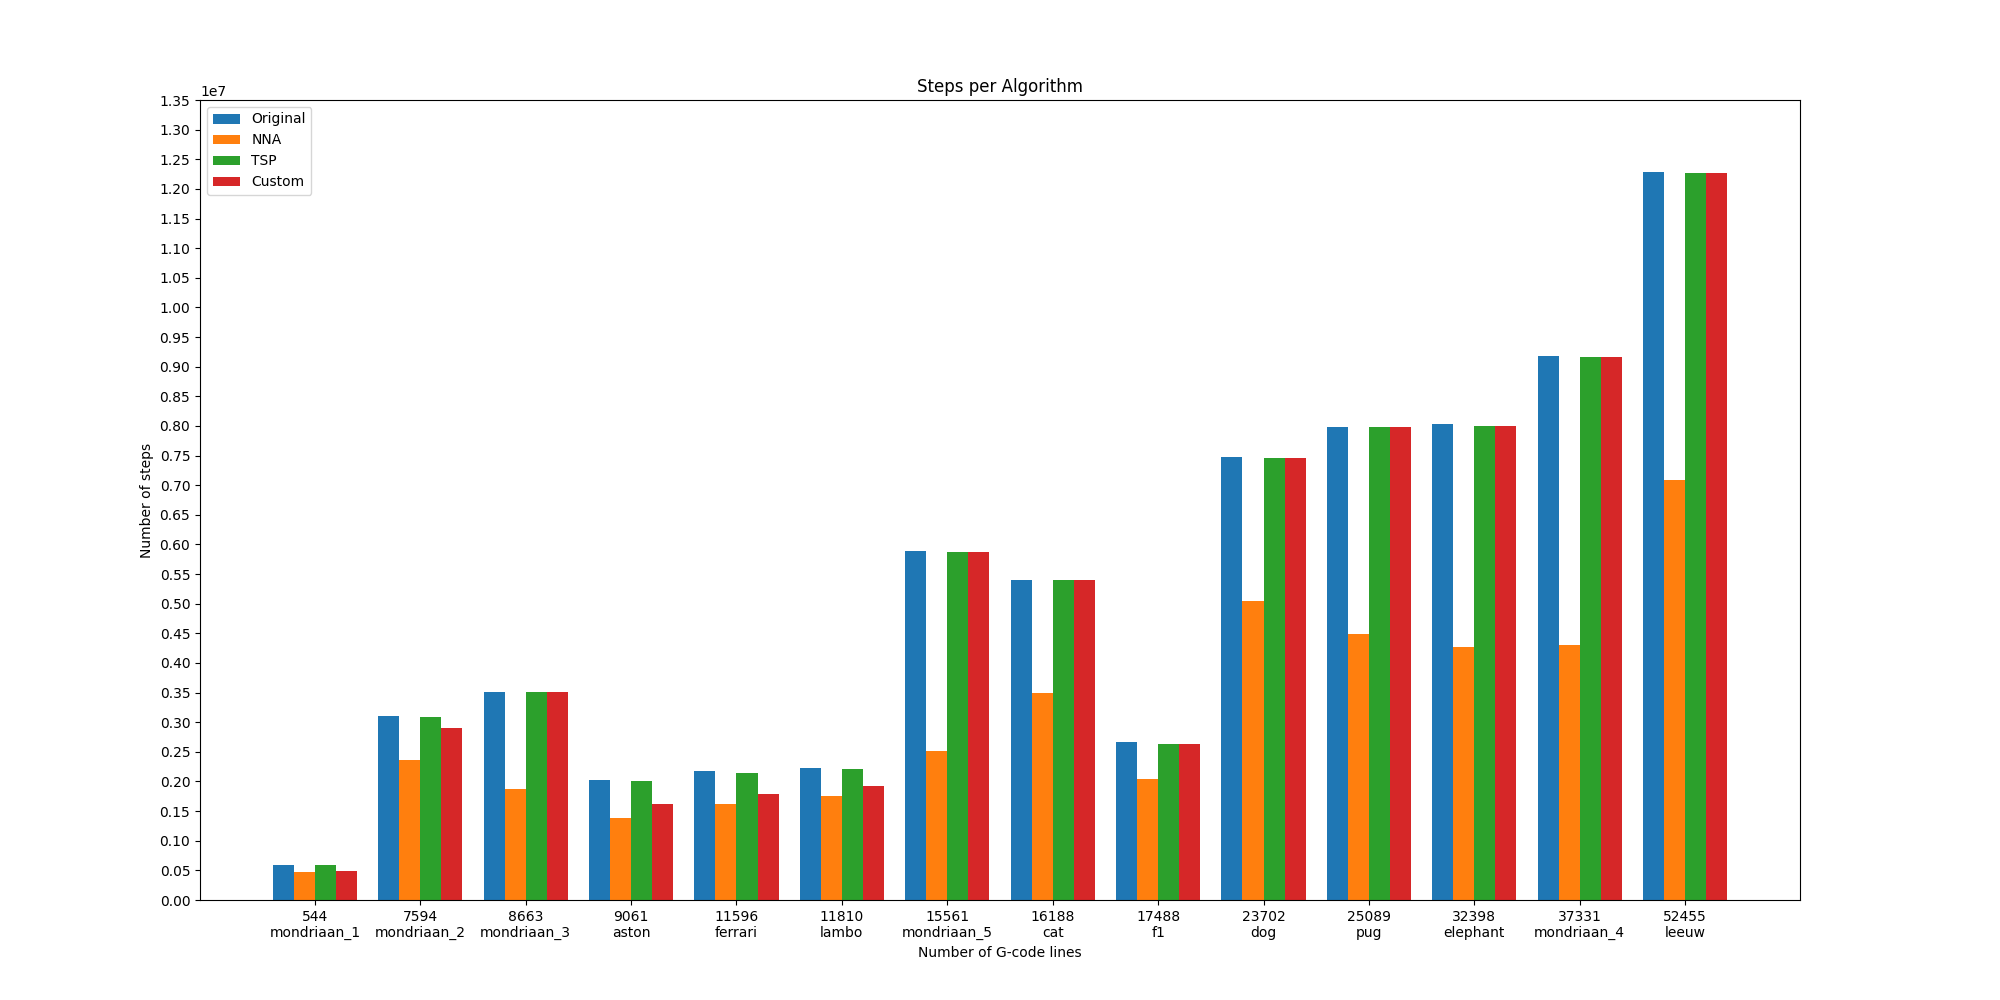 Steps per Algorithm
1e7
1.35
1.30
1.25
1.20
1.15
1.10
1.05
1.00
0.95
0.90
0.85
0.80
0.75
0.70
0.65
0.60
0.55
0.50
0.45
0.40
0.35
0.30
0.25
0.20
0.15
0.10
0.05
0.00
Number of steps
Original
NNA
TSP
Custom
544 7594 8663 9061 11596 11810 15561 16188 17488 23702 25089 32398 37331 52455
mondriaan_1 mondriaan_2 mondriaan_3 aston ferrari lambo mondriaan_5 cat f1 dog pug elephant mondriaan_4 leeuw
Number of G-code lines